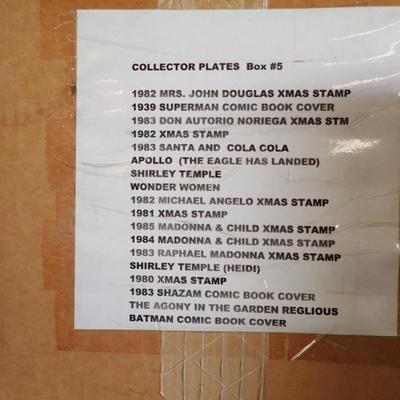 COLLECTOR PLATES Box #5
1982 MRS. JOHN DOUGLAS XMAS STAMP
1939 SUPERMAN COMIC BOOK COVER
1983 DON AUTORIO NORIEGA XMAS STM
1982 XMAS STAMP
1983 SANTA AND COLA COLA
APOLLO (THE EAGLE HAS LANDED)
SHIRLEY TEMPLE
WONDER WOMEN
1982 MICHAEL ANGELO XMAS STAMP
1981 XMAS STAMP
1985 MADONNA & CHILD XMAS STAMP
1984 MADONNA & CHILD XMAS STAMP
1983 RAPHAEL MADONNA XMAS STAMP
SHIRLEY TEMPLE (HEIDI)
1980 XMAS STAMP
1983 SHAZAM COMIC BOOK COVER
THE AGONY IN THE GARDEN REGLIOUS
BATMAN COMIC BOOK COVER